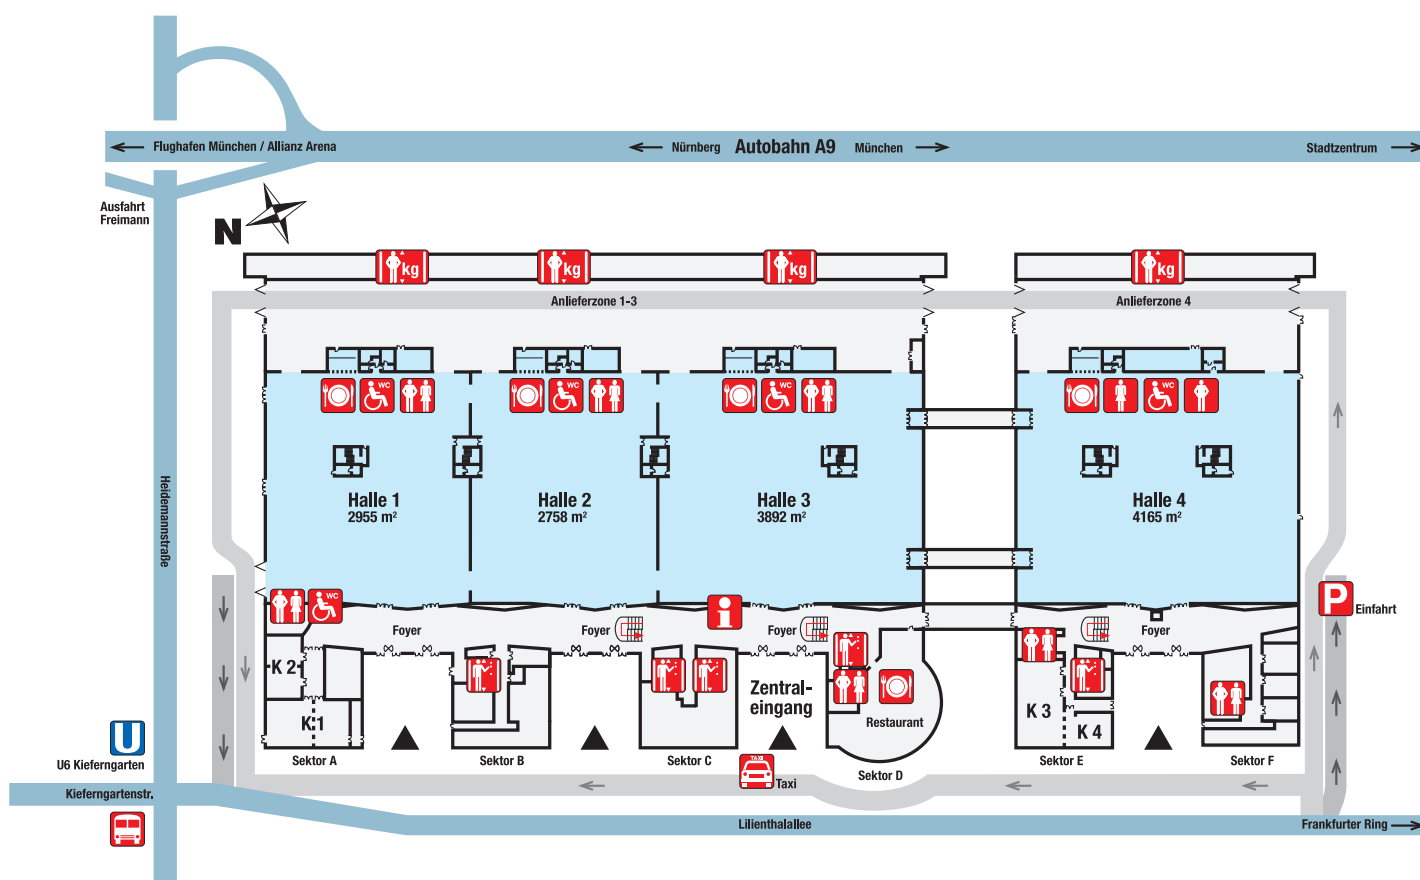 Flughafen München / Allianz Arena
Nürnberg
Autobahn A9
München
Stadtzentrum
Ausfahrt
Freimann
N
kg
kg
kg
kg
Anlieferzone 1-3
Anlieferzone 4
WC
WC
WC
WC
Heidemannstraße
Halle 1
2955 m²
Halle 2
2758 m²
Halle 3
3892 m²
Halle 4
4165 m²
WC
i
P
Einfahrt
Foyer
Foyer
Foyer
Foyer
K 2
K 1
Zentral-
eingang
Restaurant
K 3
K 4
U
U6 Kieferngarten
Sektor A
Sektor B
Sektor C
Sektor D
Sektor E
Sektor F
TAXI
Taxi
Kieferngartenstr.
Lilienthalallee
Frankfurter Ring